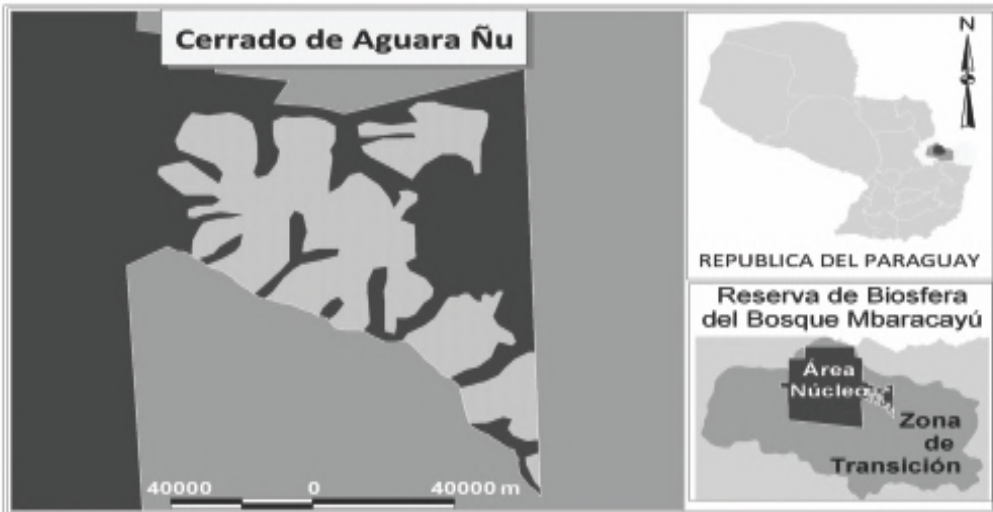 Cerrado de Aguara Ñu
40000 0 40000 m
N
REPUBLICA DEL PARAGUAY
Reserva de Biosfera
del Bosque Mbaracayú
Área
Núcleo
Zona
de
Transición